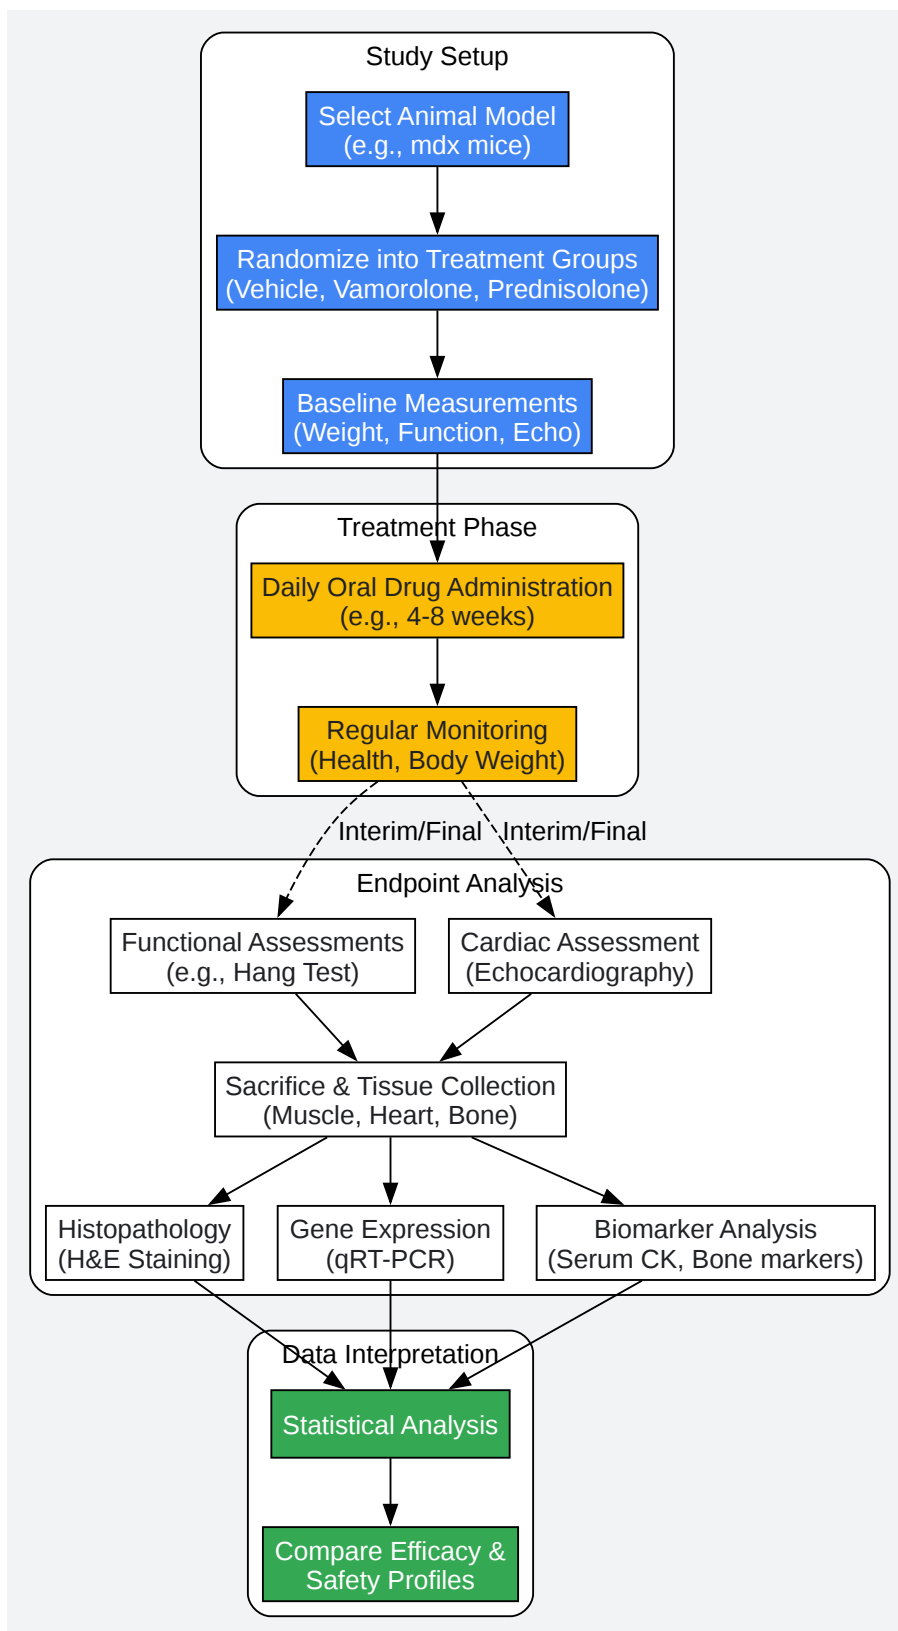 Study Setup
Select Animal Model
(e.g., mdx mice)
Randomize into Treatment Groups
(Vehicle, Vamorolone, Prednisolone)
Baseline Measurements
(Weight, Function, Echo)
Treatment Phase
Daily Oral Drug Administration
(e.g., 4-8 weeks)
Regular Monitoring
(Health, Body Weight)
Interim/Final
Interim/Final
Endpoint Analysis
Functional Assessments
(e.g., Hang Test)
Cardiac Assessment
(Echocardiography)
Sacrifice & Tissue Collection
(Muscle, Heart, Bone)
Histopathology
(H&E Staining)
Gene Expression
(qRT-PCR)
Biomarker Analysis
(Serum CK, Bone markers)
Data Interpretation
Statistical Analysis
Compare Efficacy &
Safety Profiles